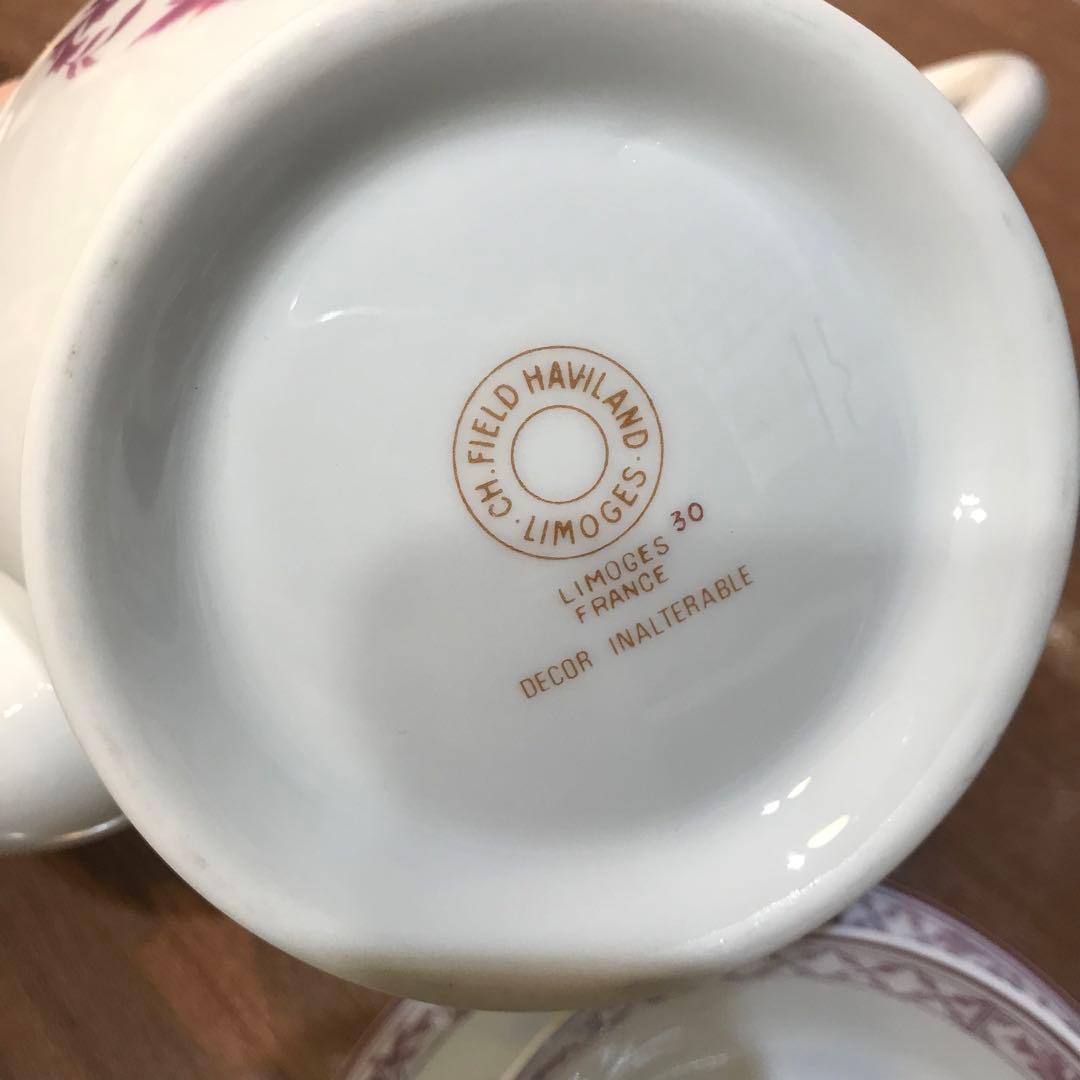 CH. FIELD HAVILAND. LIMOGES.
LIMOGES 30
FRANCE
DECOR INALTERABLE